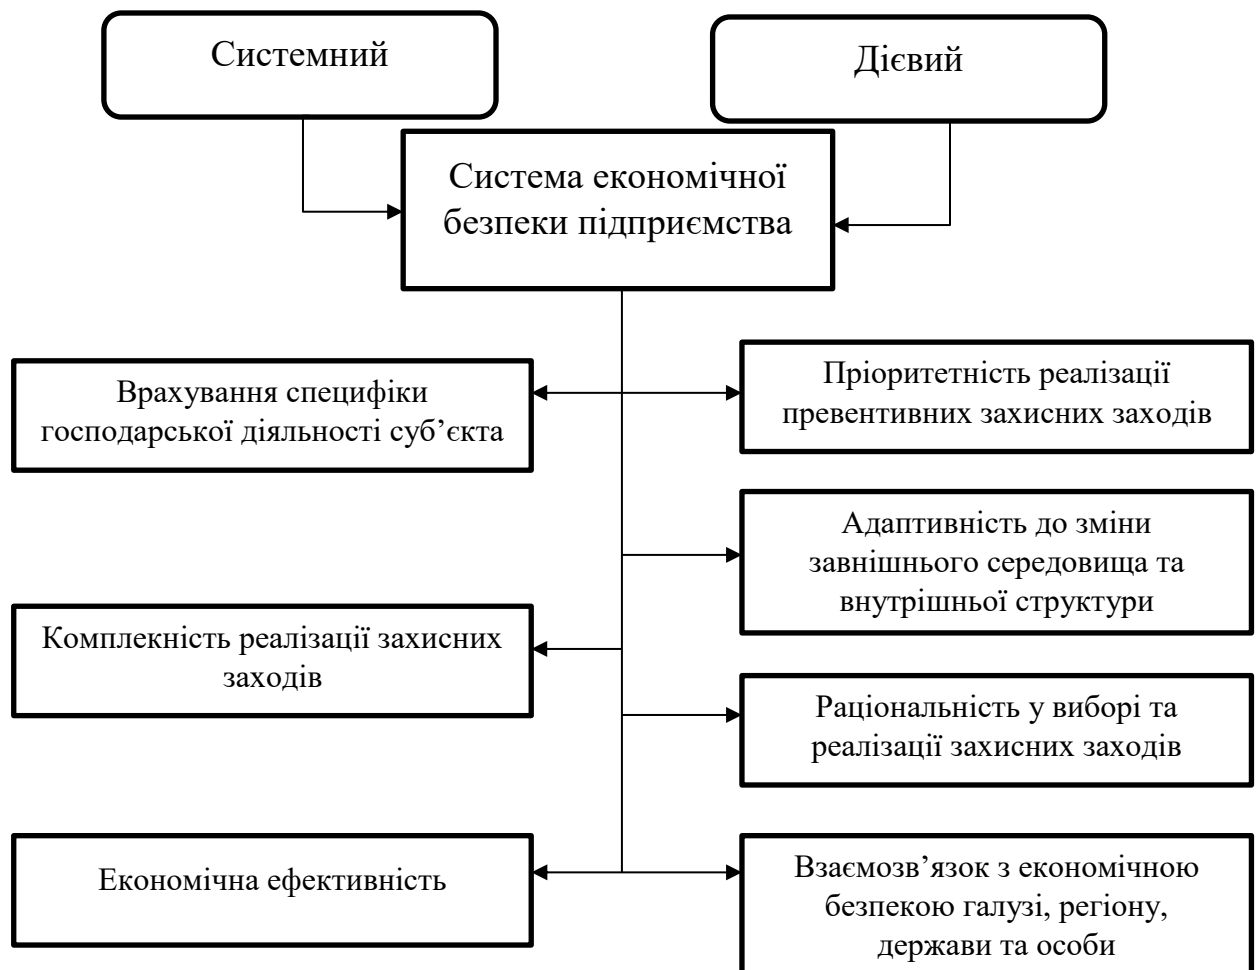 Системний
Дієвий
Система економічної
безпеки підприємства
Врахування специфіки
господарської діяльності суб’єкта
Пріоритетність реалізації
превентивних захисних заходів
Адаптивність до зміни
завнішнього середовища та
внутрішньої структури
Комплекність реалізації захисних
заходів
Раціональність у виборі та
реалізації захисних заходів
Економічна ефективність
Взаємозв’язок з економічною
безпекою галузі, регіону,
держави та особи